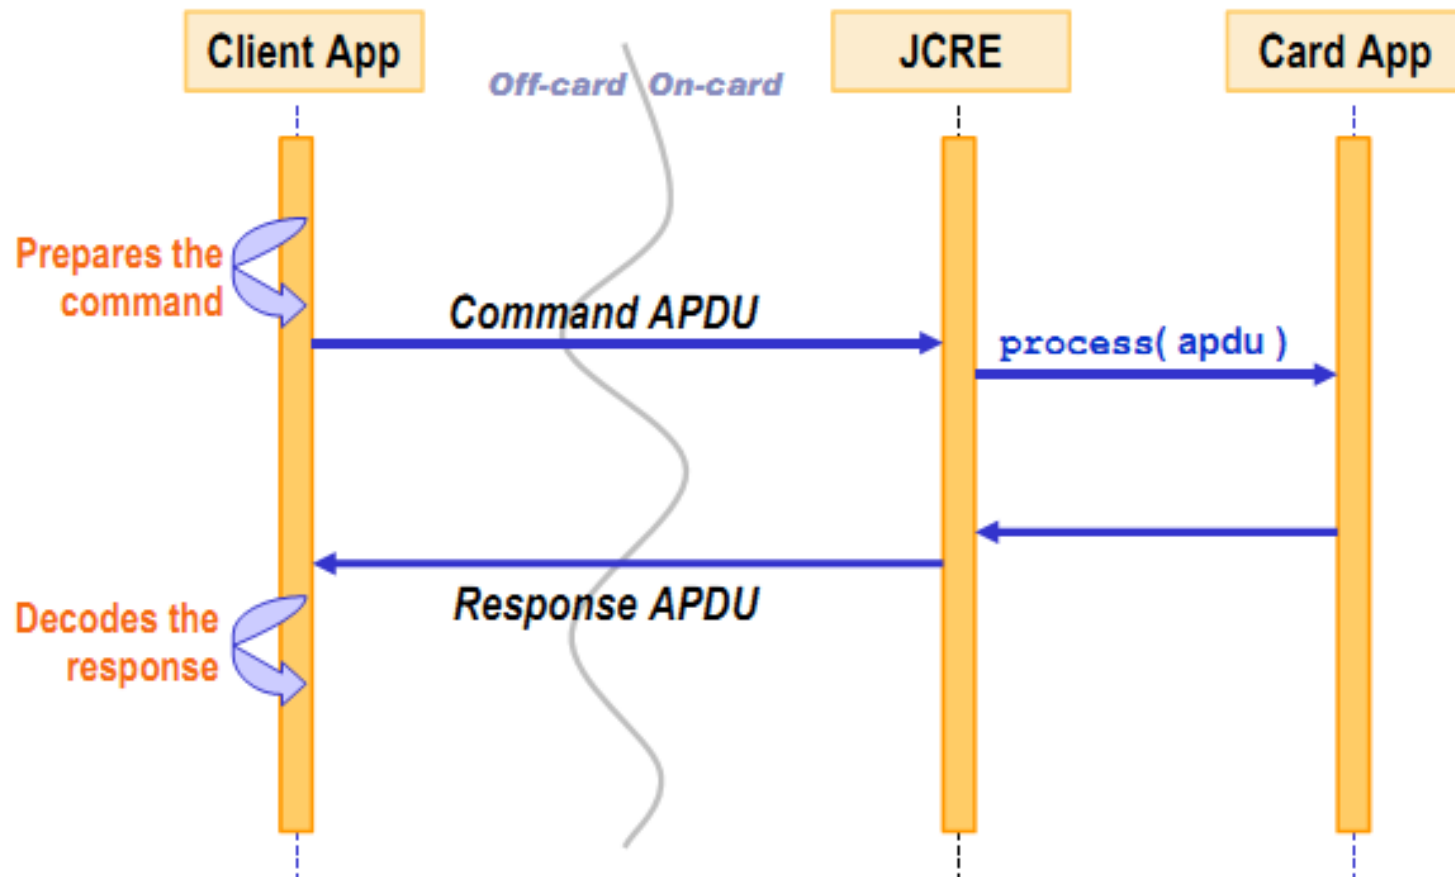 Client App
JCRE
Card App
Off-card
On-card
Prepares the
command
Command APDU
process( apdu )
Response APDU
Decodes the
response